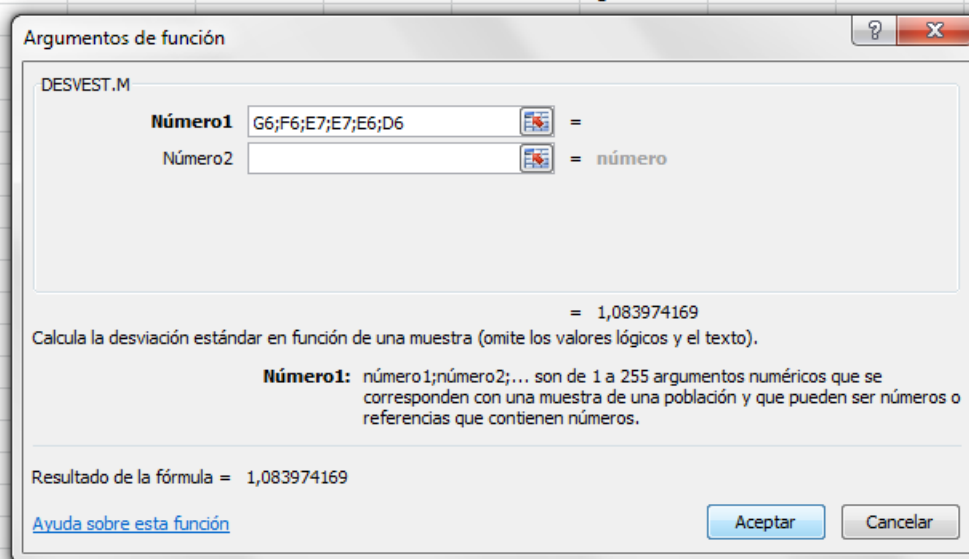 Argumentos de función
DESVEST.M
Número1 G6;F6;E7;E7;E6;D6 =
Número2 = número
= 1,083974169
Calcula la desviación estándar en función de una muestra (omite los valores lógicos y el texto).
Número1: número1;número2;... son de 1 a 255 argumentos numéricos que se
corresponden con una muestra de una población y que pueden ser números o
referencias que contienen números.
Resultado de la fórmula = 1,083974169
Ayuda sobre esta función
Aceptar
Cancelar